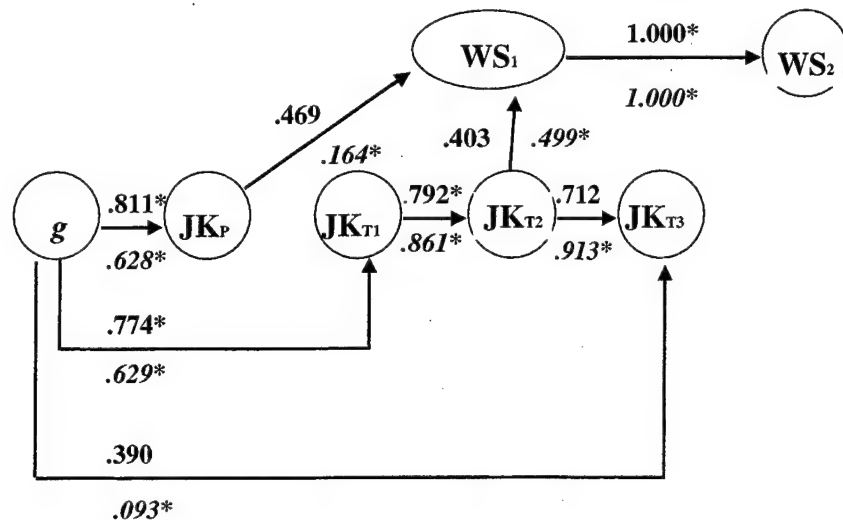 WS₁ 1.000* WS₂
1.000*
.469
.164* .403 .499*
g .811* JKP JKT1 .792* JKT2 .712 JKT3
.628* .861* .913*
.774*
.629*
.390
.093*